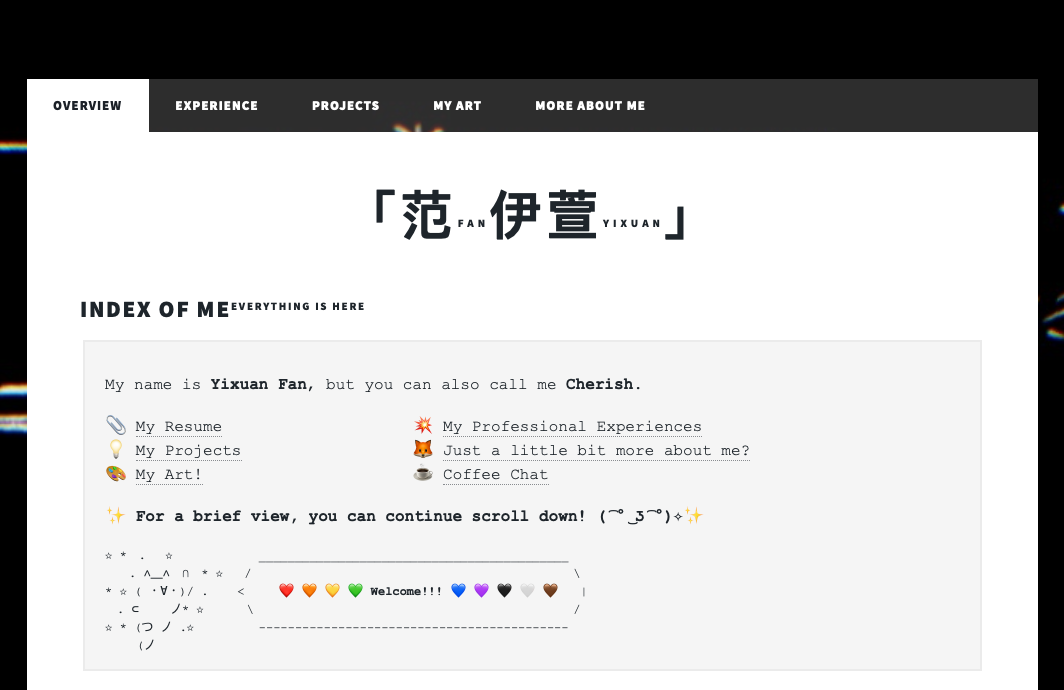 OVERVIEW EXPERIENCE PROJECTS MY ART MORE ABOUT ME
「范 FAN 伊萱 YIXUAN」
INDEX OF ME EVERYTHING IS HERE
My name is Yixuan Fan, but you can also call me Cherish.
📎 My Resume 💥 My Professional Experiences
💡 My Projects 🦊 Just a little bit more about me?
🎨 My Art! ☕ Coffee Chat
✨ For a brief view, you can continue scroll down! ( ͡° ͜ʖ ͡°)✧✨
☆ * . ☆ ___________________________________________
. ∧＿∧ ∩ * ☆ / \
* ☆ ( ・∀・)/ . < ❤️ 🧡 💛 💚 Welcome!!! 💙 💜 🖤 🤍 🤎 |
. ⊂ ノ* ☆ \ /
☆ * (つ ノ .☆ -------------------------------------------
(ノ